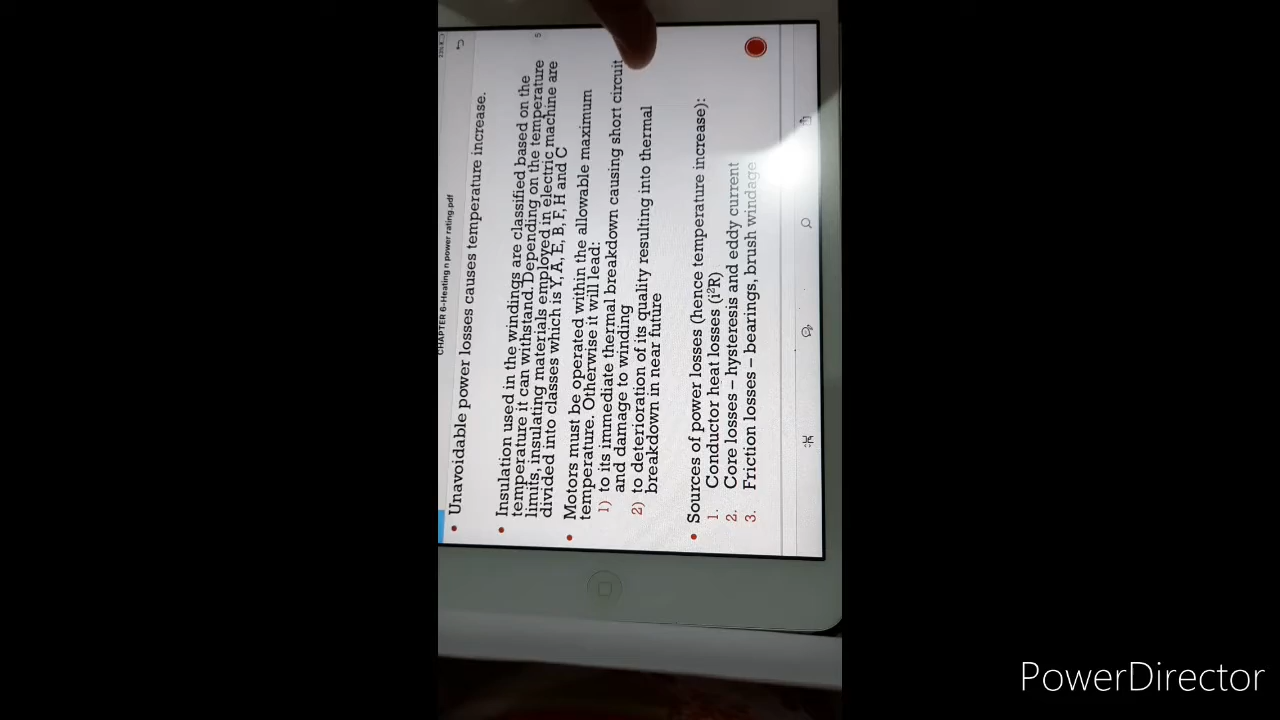 CHAPTER 6-Heating n power rating.pdf
• Unavoidable power losses causes temperature increase.
• Insulation used in the windings are classified based on the
temperature it can withstand. Depending on the temperature
limits, insulating materials employed in electric machine are
divided into classes which is Y, A, E, B, F, H and C
5
• Motors must be operated within the allowable maximum
temperature. Otherwise it will lead:
1) to its immediate thermal breakdown causing short circuit
and damage to winding
2) to deterioration of its quality resulting into thermal
breakdown in near future
• Sources of power losses (hence temperature increase):
1. Conductor heat losses (i²R)
2. Core losses – hysteresis and eddy current
3. Friction losses – bearings, brush windage
PowerDirector